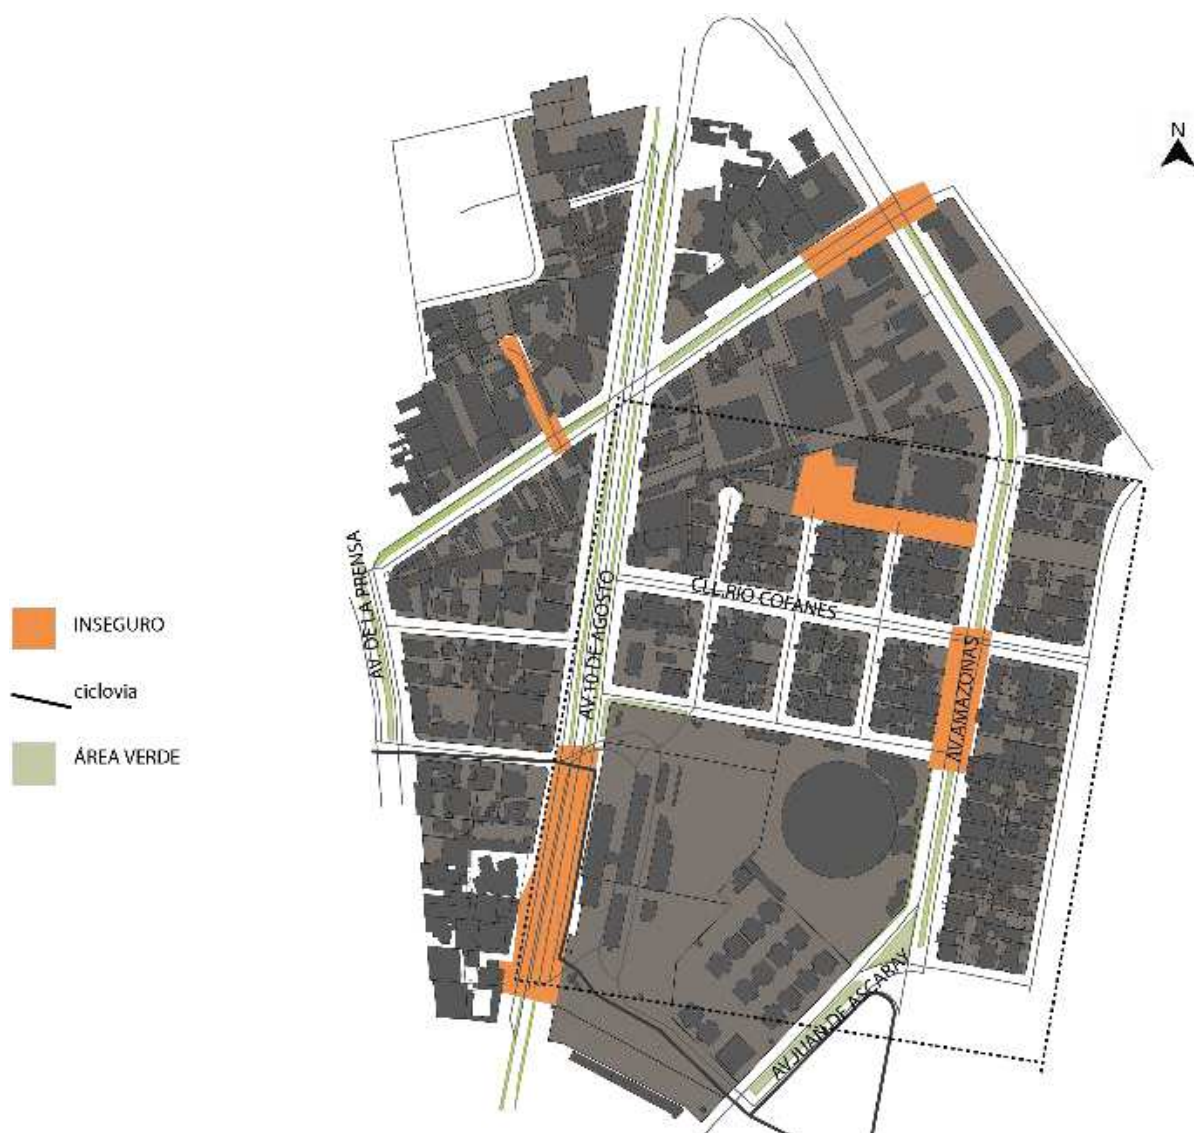 N
AV. DE LA PRENSA
INSEGURO
ciclovia
ÁREA VERDE
AV.10 DE AGOSTO
CLL.RIO COFANES
AV.AMAZONAS
AV.JUAN DE ASCARAY